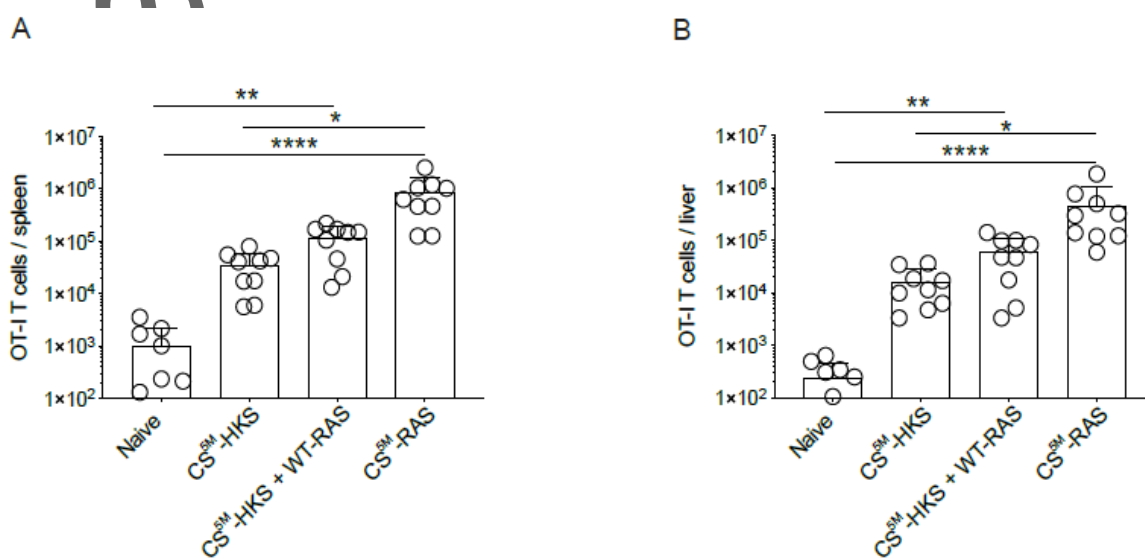 A
**
*
****
1×10⁷
1×10⁶
1×10⁵
1×10⁴
1×10³
1×10²
OT-I T cells / spleen
Naive
CS⁵ᴹ-HKS
CS⁵ᴹ-HKS + WT-RAS
CS⁵ᴹ-RAS
B
**
*
****
1×10⁷
1×10⁶
1×10⁵
1×10⁴
1×10³
1×10²
OT-I T cells / liver
Naive
CS⁵ᴹ-HKS
CS⁵ᴹ-HKS + WT-RAS
CS⁵ᴹ-RAS